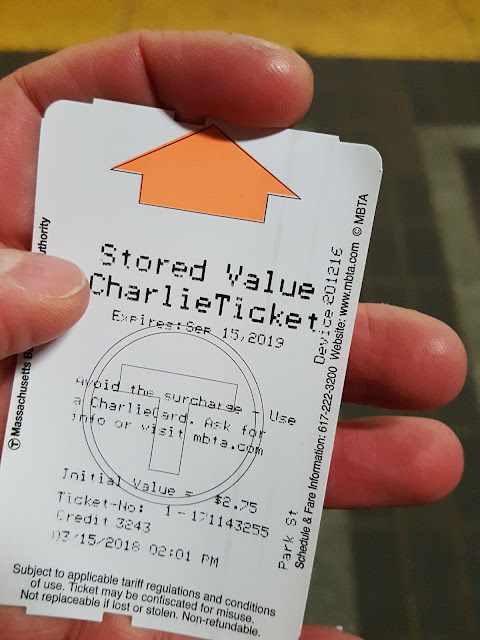 Stored Value
CharlieTicket
Expires: Sep 15,2019
Avoid the surcharge - Use
a CharlieCard. Ask for
info or visit mbta.com
T
Initial Value = $2.75
Ticket-No: 1 - 171143255
Credit 3243
03/15/2018 02:01 PM
Subject to applicable tariff regulations and conditions
of use. Ticket may be confiscated for misuse.
Not replaceable if lost or stolen. Non-refundable.
Park St Device 201216
Schedule & Fare Information: 617-222-3200 Website: www.mbta.com © MBTA
T Massachusetts